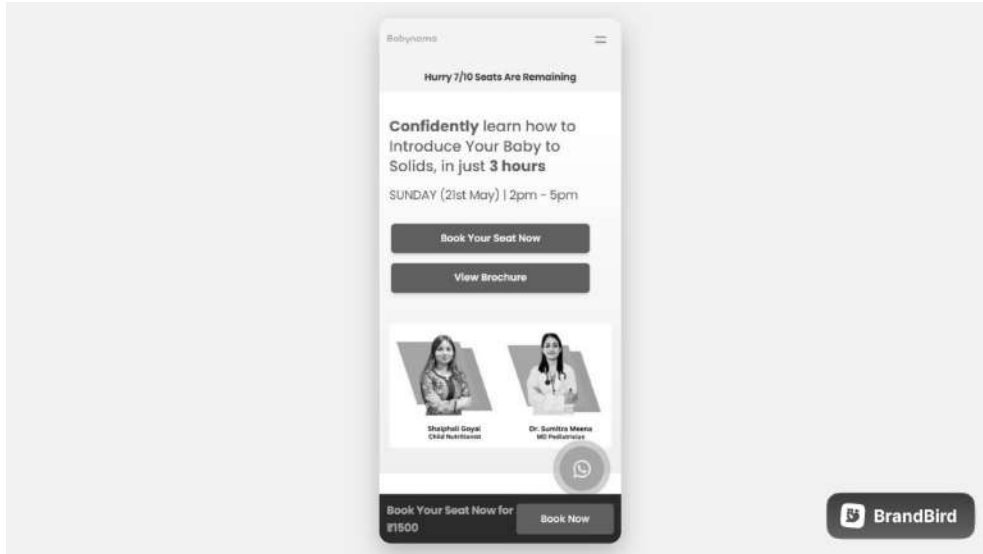 Babynama
Hurry 7/10 Seats Are Remaining
Confidently learn how to
Introduce Your Baby to
Solids, in just 3 hours
SUNDAY (21st May) | 2pm - 5pm
Book Your Seat Now
View Brochure
Shaiphali Goyal
Child Nutritionist
Dr. Sumitra Meena
MD Pediatrician
Book Your Seat Now for
₹1500
Book Now
BrandBird